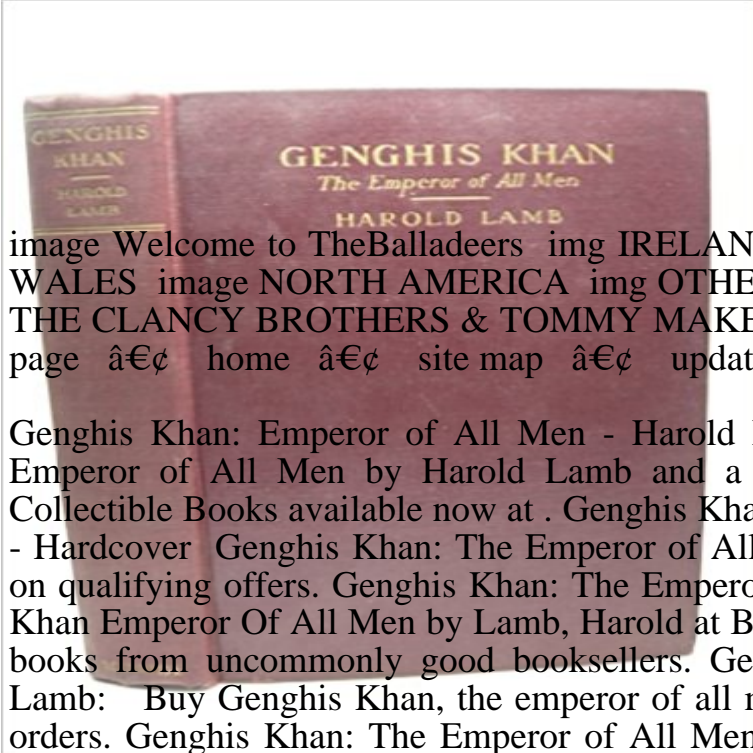 GENGHIS
KHAN
HAROLD
LAMB
GENGHIS KHAN
The Emperor of All Men
HAROLD LAMB
image Welcome to TheBalladeers img IRELAN
WALES image NORTH AMERICA img OTHE
THE CLANCY BROTHERS & TOMMY MAKE
page â€¢ home â€¢ site map â€¢ updat
Genghis Khan: Emperor of All Men - Harold
Emperor of All Men by Harold Lamb and a
Collectible Books available now at . Genghis Kha
- Hardcover Genghis Khan: The Emperor of All
on qualifying offers. Genghis Khan: The Empero
Khan Emperor Of All Men by Lamb, Harold at B
books from uncommonly good booksellers. Ge
Lamb: Buy Genghis Khan, the emperor of all
orders. Genghis Khan: The Emperor of All Men